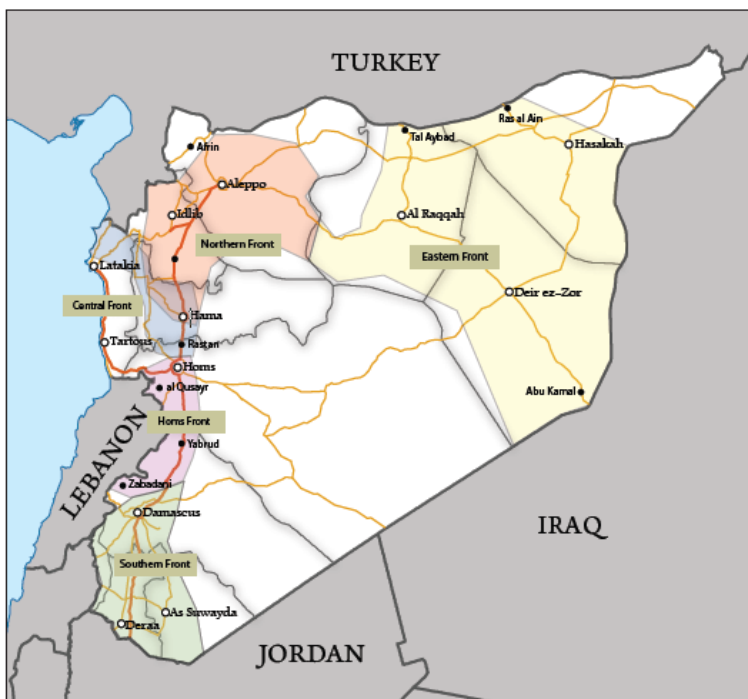 TURKEY
Ras al Ain
Afrin
Tal Aybad
Hasakah
Aleppo
Idlib
Al Raqqah
Northern Front
Eastern Front
Latakia
Deir ez-Zor
Central Front
Hama
Tartous
Rastan
Homs
al Qusayr
Abu Kamal
Homs Front
LEBANON
Yabrud
Zabadani
Damascus
IRAQ
Southern Front
As Suwayda
Deraa
JORDAN